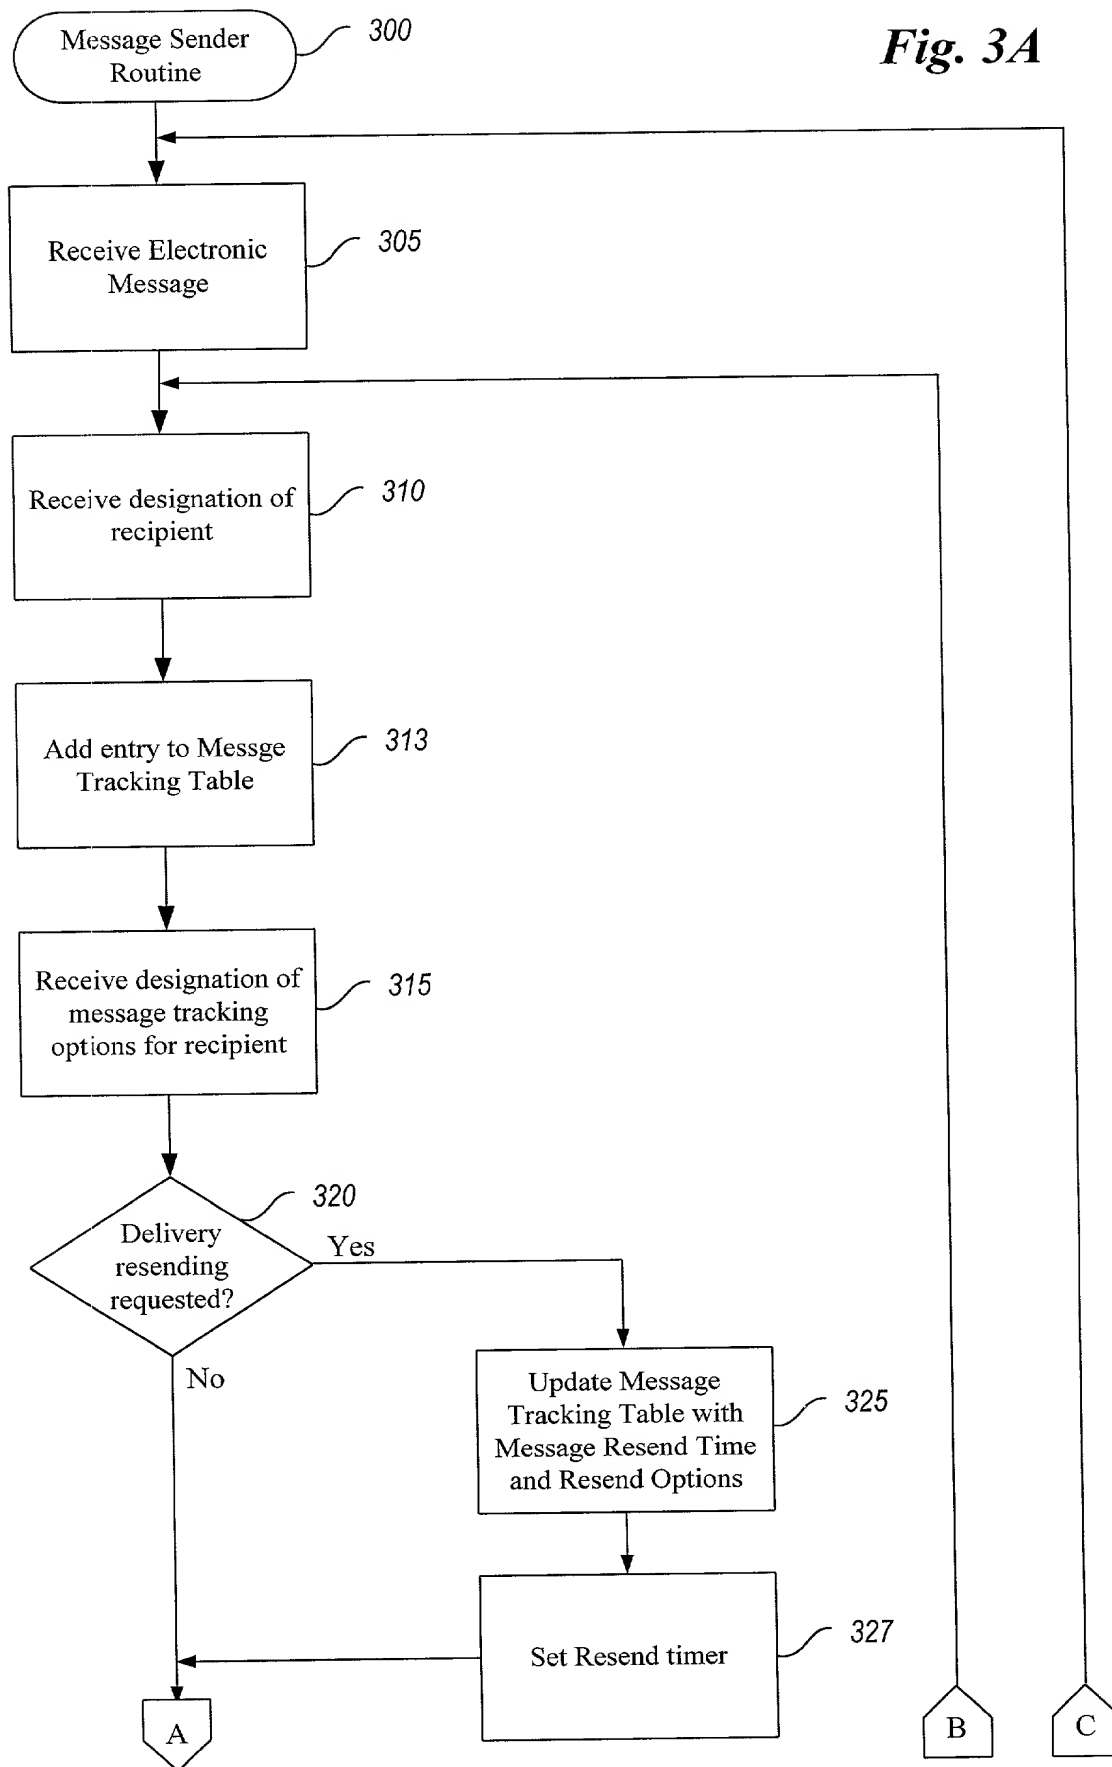 Fig. 3A
Message Sender
Routine
300
Receive Electronic
Message
305
Receive designation of
recipient
310
Add entry to Messge
Tracking Table
313
Receive designation of
message tracking
options for recipient
315
Delivery
resending
requested?
320
Yes
No
Update Message
Tracking Table with
Message Resend Time
and Resend Options
325
Set Resend timer
327
A
B
C